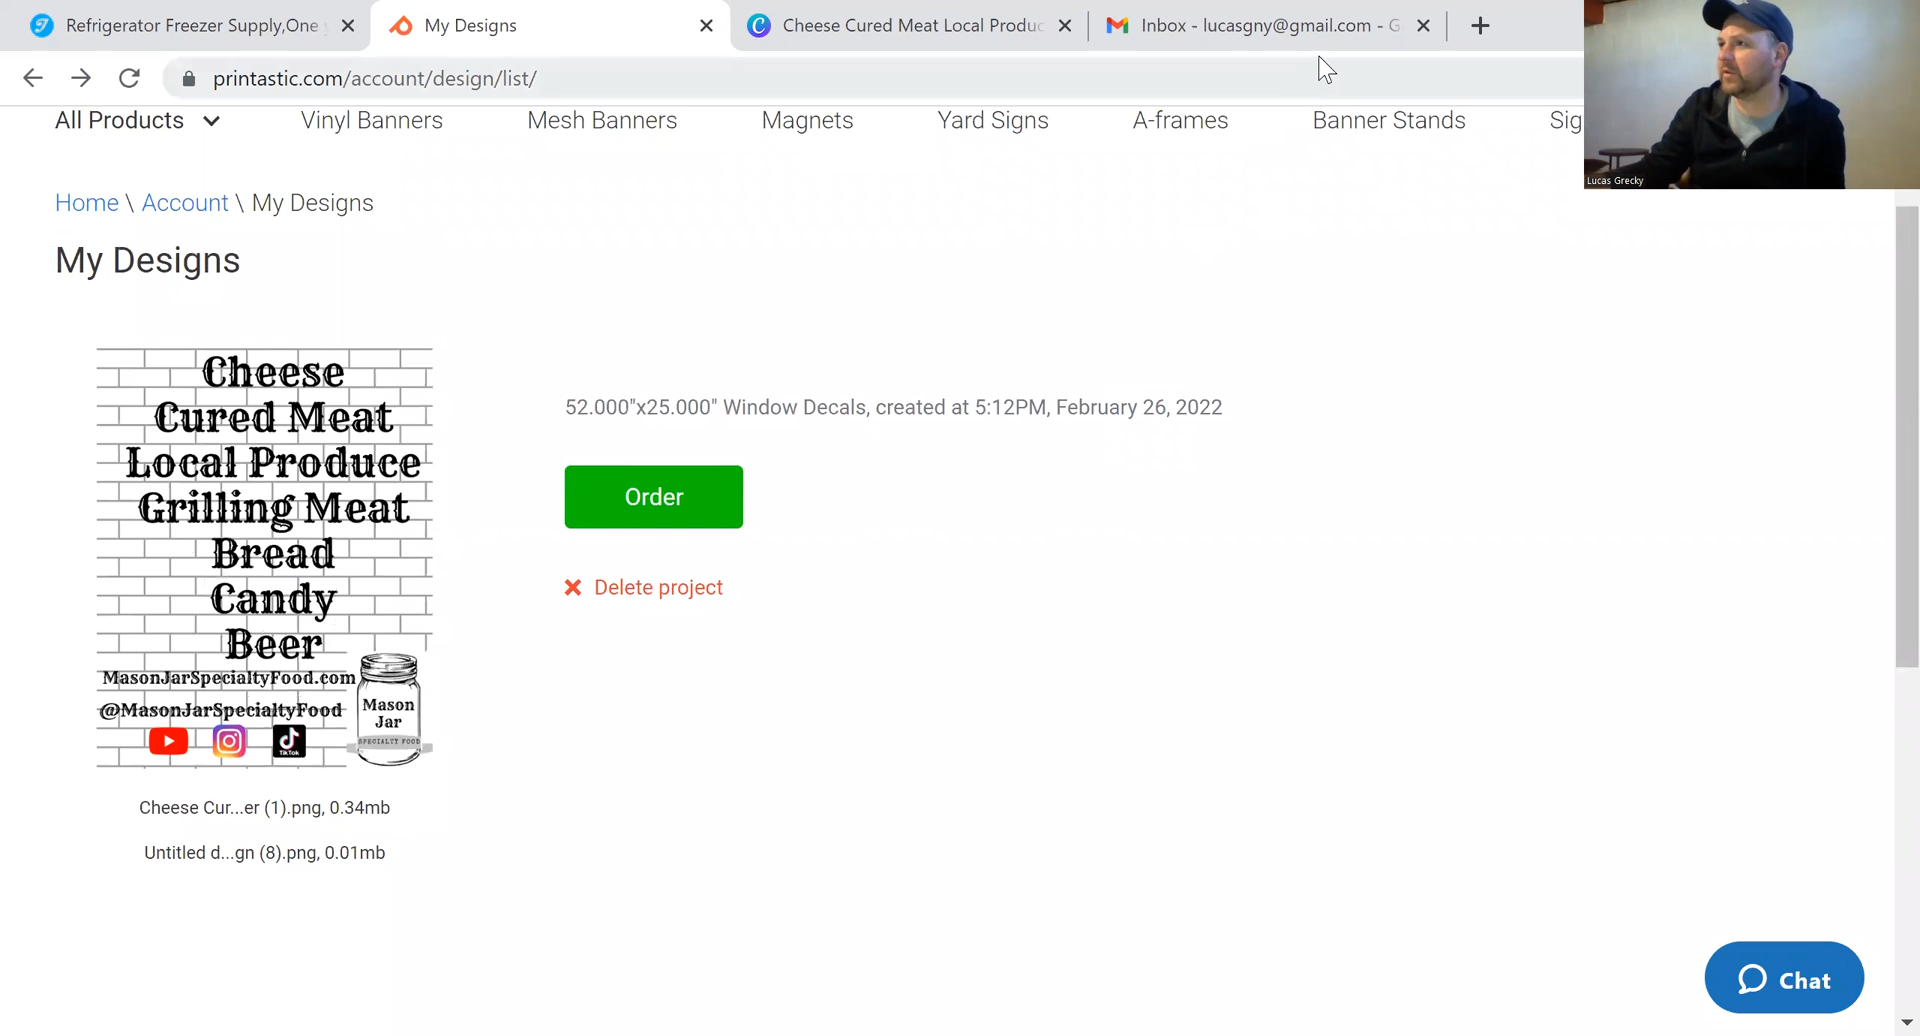 Refrigerator Freezer Supply,One
My Designs
Cheese Cured Meat Local Produc
Inbox - lucasgny@gmail.com - G
printastic.com/account/design/list/
All Products
Vinyl Banners
Mesh Banners
Magnets
Yard Signs
A-frames
Banner Stands
Sig
Lucas Grecky
Home \ Account \ My Designs
My Designs
Cheese
Cured Meat
Local Produce
Grilling Meat
Bread
Candy
Beer
MasonJarSpecialtyFood.com
@MasonJarSpecialtyFood
Mason
Jar
SPECIALTY FOOD
TikTok
52.000"x25.000" Window Decals, created at 5:12PM, February 26, 2022
Order
Delete project
Cheese Cur...er (1).png, 0.34mb
Untitled d...gn (8).png, 0.01mb
Chat